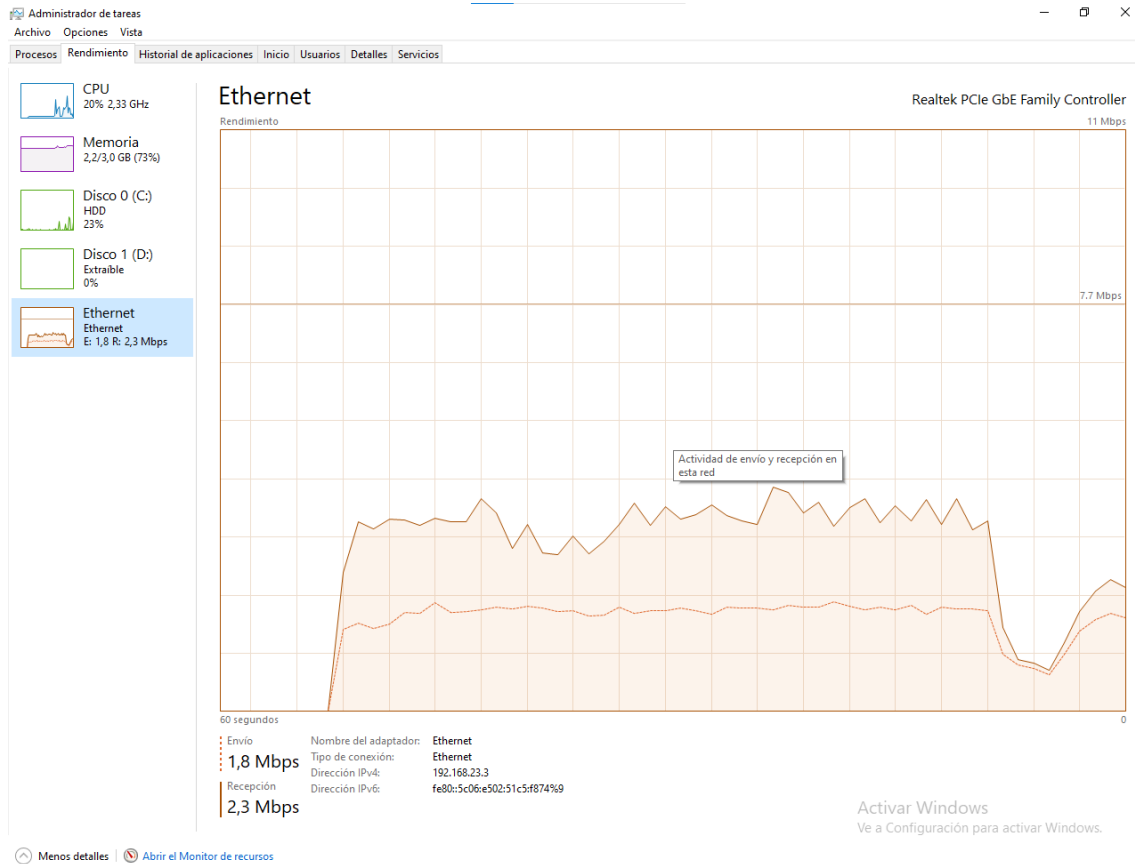 Administrador de tareas
Archivo Opciones Vista
Procesos Rendimiento Historial de aplicaciones Inicio Usuarios Detalles Servicios
CPU
20% 2,33 GHz
Memoria
2,2/3,0 GB (73%)
Disco 0 (C:)
HDD
23%
Disco 1 (D:)
Extraíble
0%
Ethernet
Ethernet
E: 1,8 R: 2,3 Mbps
Ethernet
Realtek PCIe GbE Family Controller
Rendimiento
11 Mbps
7.7 Mbps
Actividad de envío y recepción en
esta red
60 segundos
0
Envío
1,8 Mbps
Recepción
2,3 Mbps
Nombre del adaptador: Ethernet
Tipo de conexión: Ethernet
Dirección IPv4: 192.168.23.3
Dirección IPv6: fe80::5c06:e502:51c5:f874%9
Activar Windows
Ve a Configuración para activar Windows.
Menos detalles
Abrir el Monitor de recursos